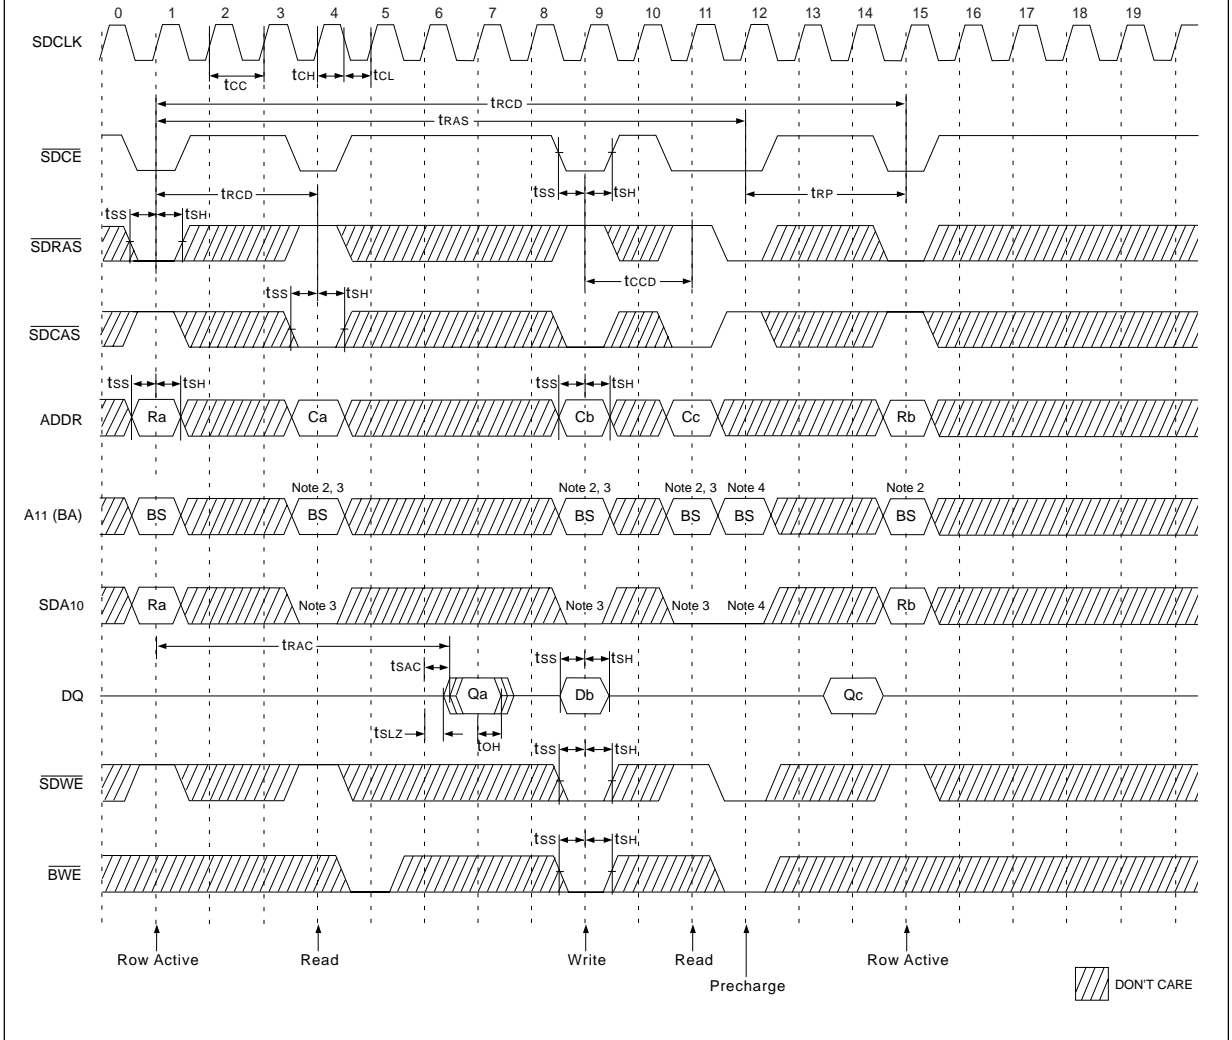 0 1 2 3 4 5 6 7 8 9 10 11 12 13 14 15 16 17 18 19
SDCLK
tCC tCH tCL
tRCD
tRAS
SDCE
tRCD tSS tSH tRP
tSS tSH
SDRAS
tCCD
tSS tSH
SDCAS
tSS tSH tSS tSH
ADDR Ra Ca Cb Cc Rb
Note 2, 3 Note 2, 3 Note 2, 3 Note 4 Note 2
A11 (BA) BS BS BS BS BS BS
SDA10 Ra Note 3 Note 3 Note 3 Note 4 Rb
tRAC
tSAC tSS tSH
DQ Qa Db Qc
tSLZ tOH
tSS tSH
SDWE
tSS tSH
BWE
Row Active Read Write Read Row Active
Precharge
DON'T CARE